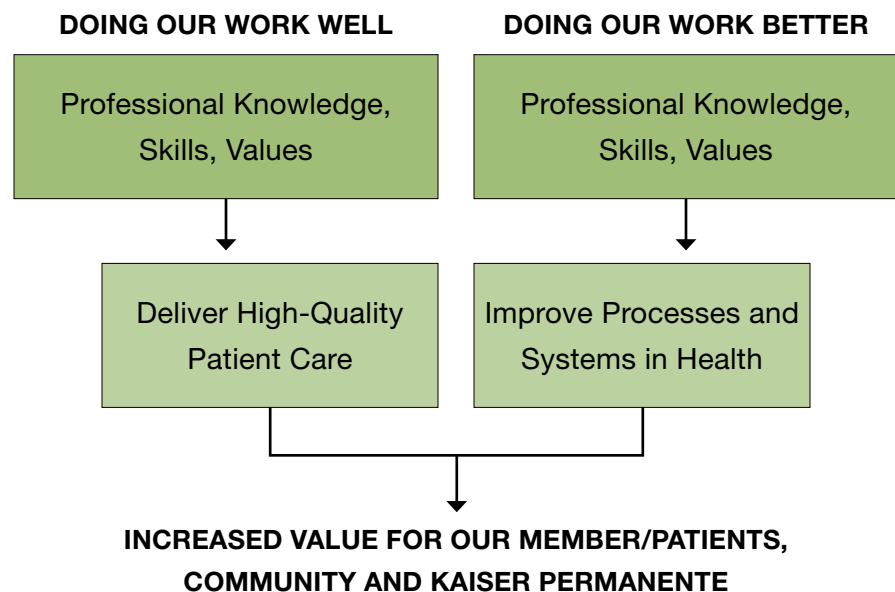 DOING OUR WORK WELL
Professional Knowledge,
Skills, Values
Deliver High-Quality
Patient Care
DOING OUR WORK BETTER
Professional Knowledge,
Skills, Values
Improve Processes and
Systems in Health
INCREASED VALUE FOR OUR MEMBER/PATIENTS,
COMMUNITY AND KAISER PERMANENTE